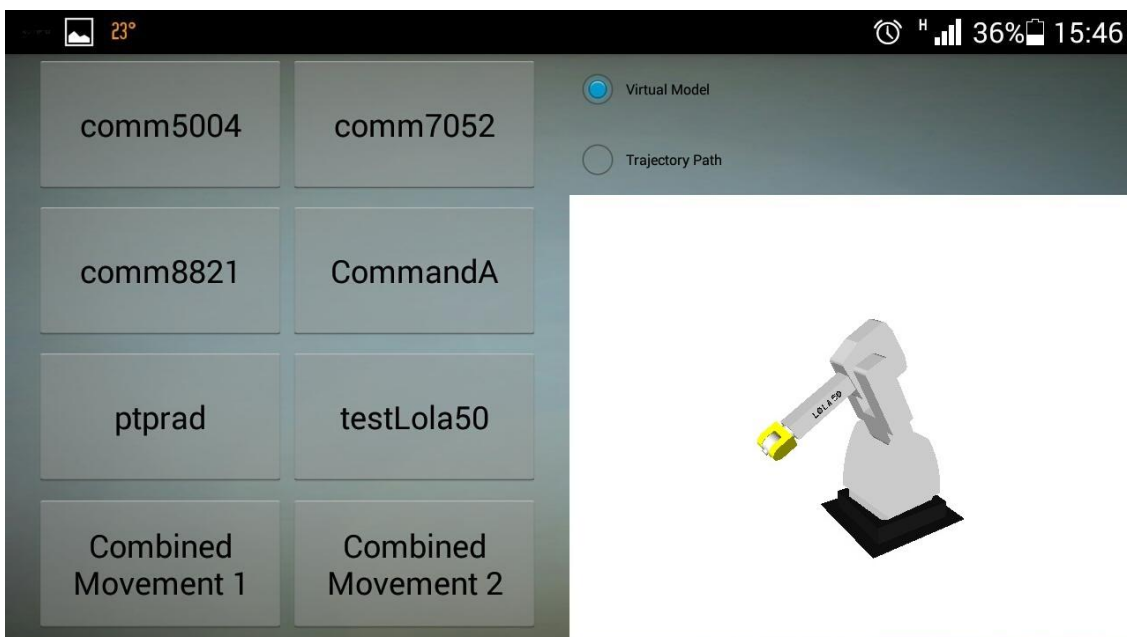 23°
H 36% 15:46
comm5004 comm7052
Virtual Model
Trajectory Path
comm8821 CommandA
ptprad testLola50
Combined Movement 1
Combined Movement 2
LOLA 50